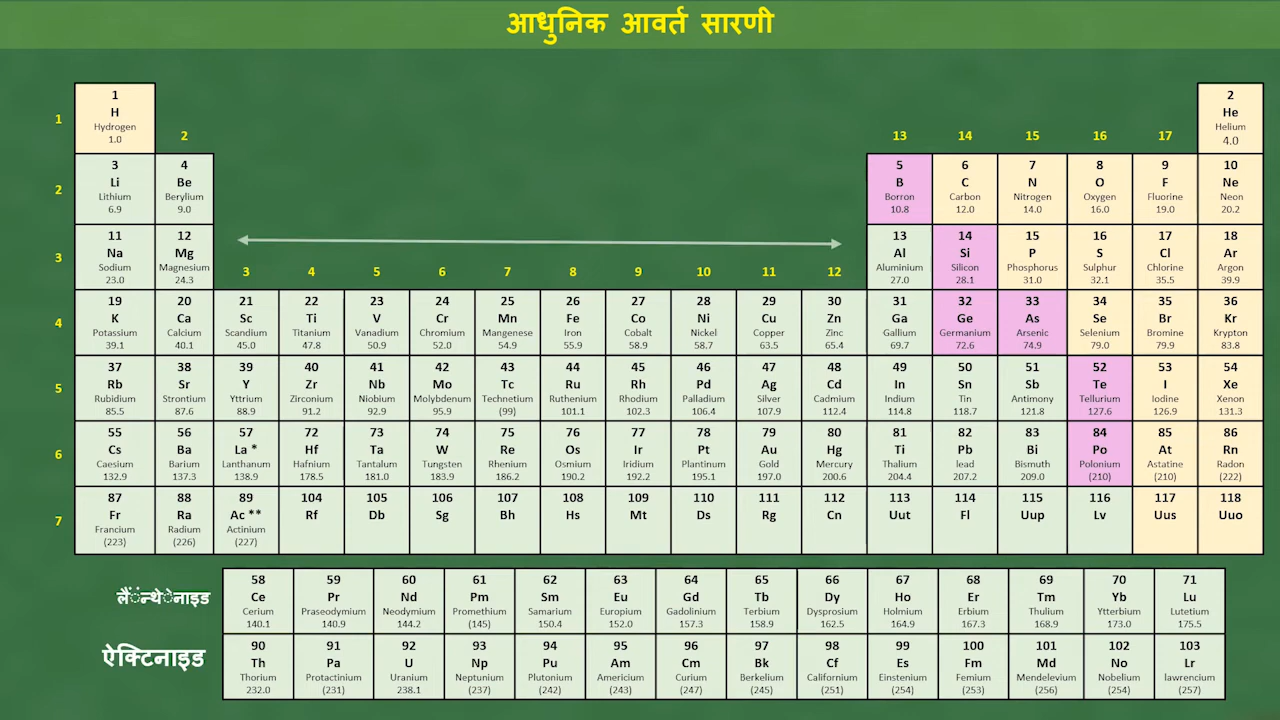 आधुनिक आवर्त सारणी
1 2
H He
1 Hydrogen 2 13 14 15 16 17 Helium
1.0 4.0
3 4 5 6 7 8 9 10
Li Be B C N O F Ne
2 Lithium Berylium Borron Carbon Nitrogen Oxygen Fluorine Neon
6.9 9.0 10.8 12.0 14.0 16.0 19.0 20.2
11 12 13 14 15 16 17 18
Na Mg Al Si P S Cl Ar
3 Sodium Magnesium 3 4 5 6 7 8 9 10 11 12 Aluminium Silicon Phosphorus Sulphur Chlorine Argon
23.0 24.3 27.0 28.1 31.0 32.1 35.5 39.9
19 20 21 22 23 24 25 26 27 28 29 30 31 32 33 34 35 36
K Ca Sc Ti V Cr Mn Fe Co Ni Cu Zn Ga Ge As Se Br Kr
4 Potassium Calcium Scandium Titanium Vanadium Chromium Mangenese Iron Cobalt Nickel Copper Zinc Gallium Germanium Arsenic Selenium Bromine Krypton
39.1 40.1 45.0 47.8 50.9 52.0 54.9 55.9 58.9 58.7 63.5 65.4 69.7 72.6 74.9 79.0 79.9 83.8
37 38 39 40 41 42 43 44 45 46 47 48 49 50 51 52 53 54
Rb Sr Y Zr Nb Mo Tc Ru Rh Pd Ag Cd In Sn Sb Te I Xe
5 Rubidium Strontium Yttrium Zirconium Niobium Molybdenum Technetium Ruthenium Rhodium Palladium Silver Cadmium Indium Tin Antimony Tellurium Iodine Xenon
85.5 87.6 88.9 91.2 92.9 95.9 (99) 101.1 102.3 106.4 107.9 112.4 114.8 118.7 121.8 127.6 126.9 131.3
55 56 57 72 73 74 75 76 77 78 79 80 81 82 83 84 85 86
Cs Ba La * Hf Ta W Re Os Ir Pt Au Hg Ti Pb Bi Po At Rn
6 Caesium Barium Lanthanum Hafnium Tantalum Tungsten Rhenium Osmium Iridium Plantinum Gold Mercury Thalium lead Bismuth Polonium Astatine Radon
132.9 137.3 138.9 178.5 181.0 183.9 186.2 190.2 192.2 195.1 197.0 200.6 204.4 207.2 209.0 (210) (210) (222)
87 88 89 104 105 106 107 108 109 110 111 112 113 114 115 116 117 118
7 Fr Ra Ac ** Rf Db Sg Bh Hs Mt Ds Rg Cn Uut Fl Uup Lv Uus Uuo
Francium Radium Actinium
(223) (226) (227)
58 59 60 61 62 63 64 65 66 67 68 69 70 71
Ce Pr Nd Pm Sm Eu Gd Tb Dy Ho Er Tm Yb Lu
लैंंन्थेेनाइड Cerium Praseodymium Neodymium Promethium Samarium Europium Gadolinium Terbium Dysprosium Holmium Erbium Thulium Ytterbium Lutetium
140.1 140.9 144.2 (145) 150.4 152.0 157.3 158.9 162.5 164.9 167.3 168.9 173.0 175.5
90 91 92 93 94 95 96 97 98 99 100 101 102 103
ऐक्टिनाइड Th Pa U Np Pu Am Cm Bk Cf Es Fm Md No Lr
Thorium Protactinium Uranium Neptunium Plutonium Americium Curium Berkelium Californium Einstenium Femium Mendelevium Nobelium lawrencium
232.0 (231) 238.1 (237) (242) (243) (247) (245) (251) (254) (253) (256) (254) (257)